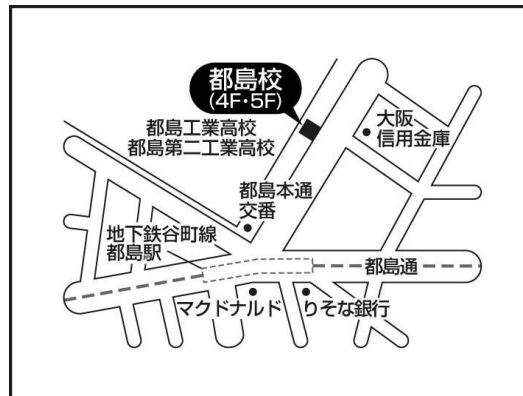 都島校
(4F・5F)
都島工業高校
都島第二工業高校
大阪
信用金庫
都島本通
交番
地下鉄谷町線
都島駅
都島通
マクドナルド
りそな銀行